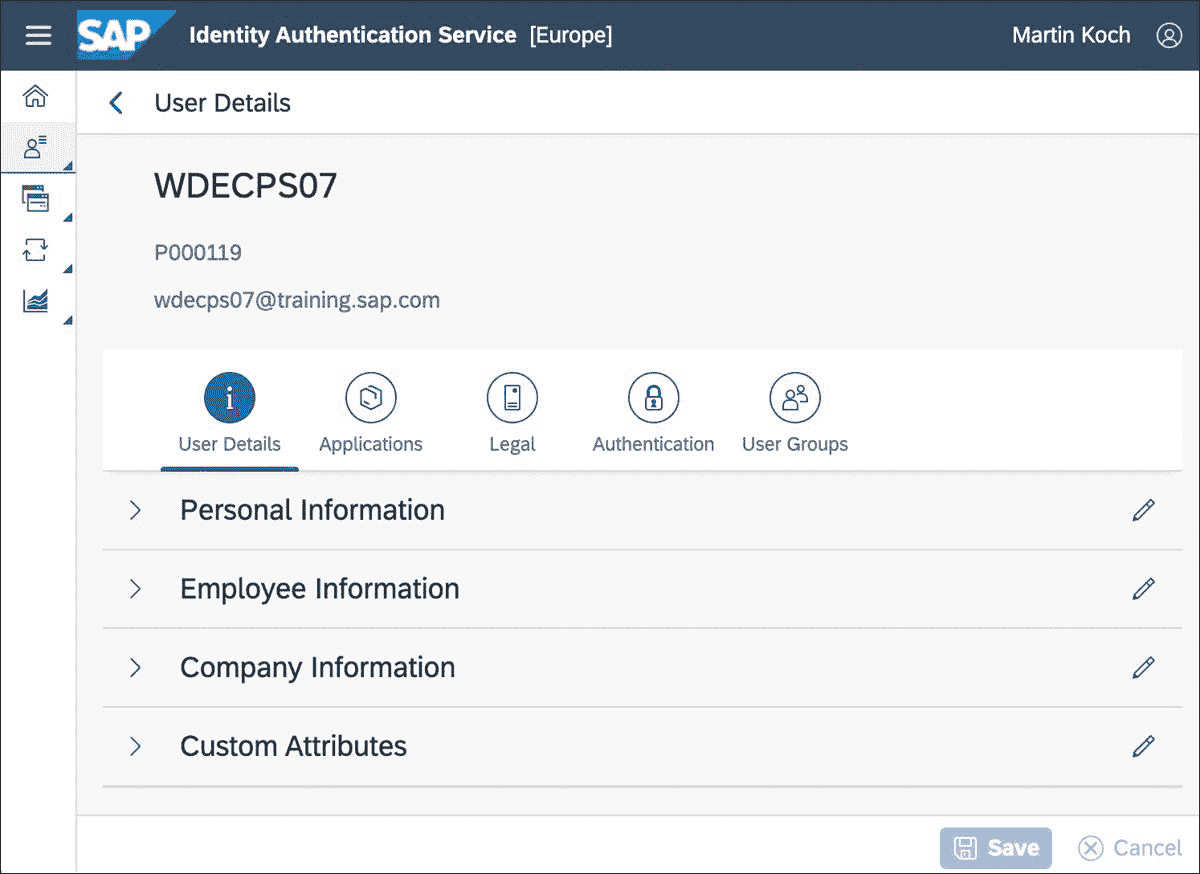 SAP Identity Authentication Service [Europe] Martin Koch
User Details
WDECPS07
P000119
wdecps07@training.sap.com
User Details Applications Legal Authentication User Groups
Personal Information
Employee Information
Company Information
Custom Attributes
Save Cancel